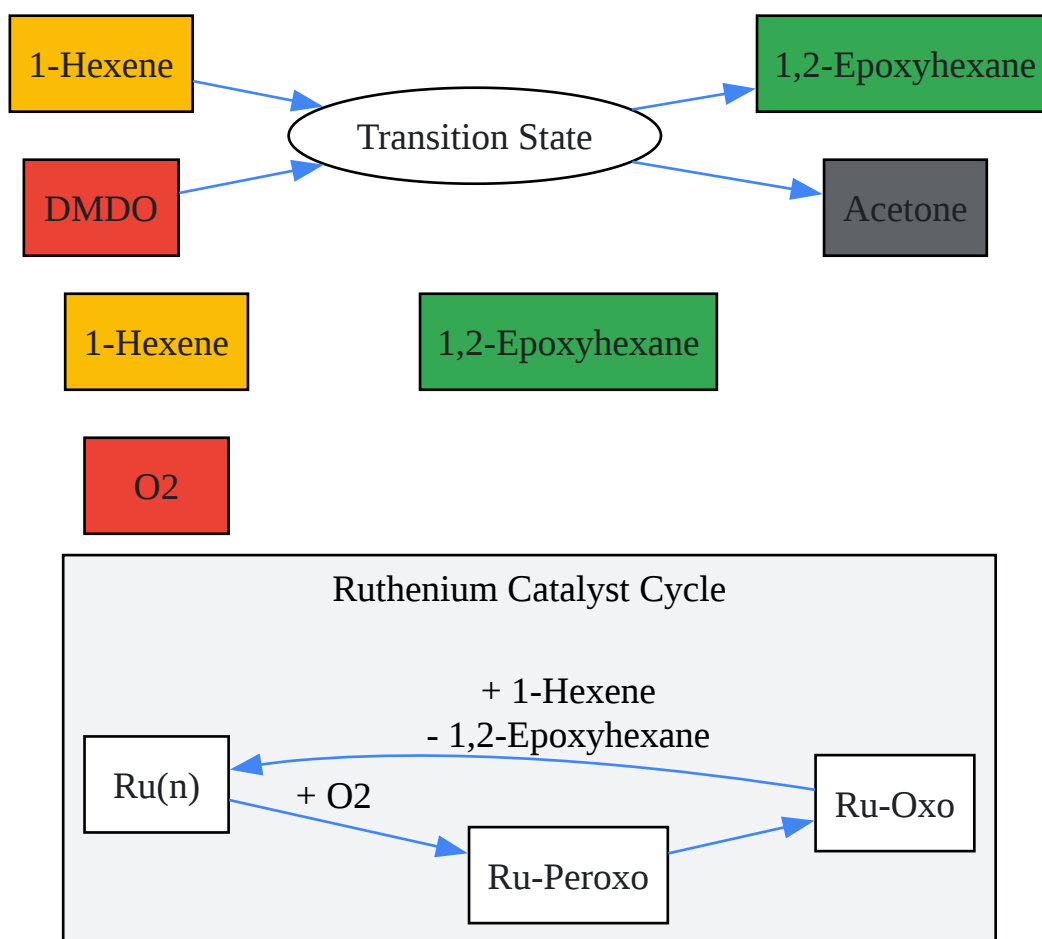 1-Hexene
1,2-Epoxyhexane
Transition State
DMDO
Acetone
1-Hexene
1,2-Epoxyhexane
O2
Ruthenium Catalyst Cycle
+ 1-Hexene
- 1,2-Epoxyhexane
Ru(n)
+ O2
Ru-Oxo
Ru-Peroxo